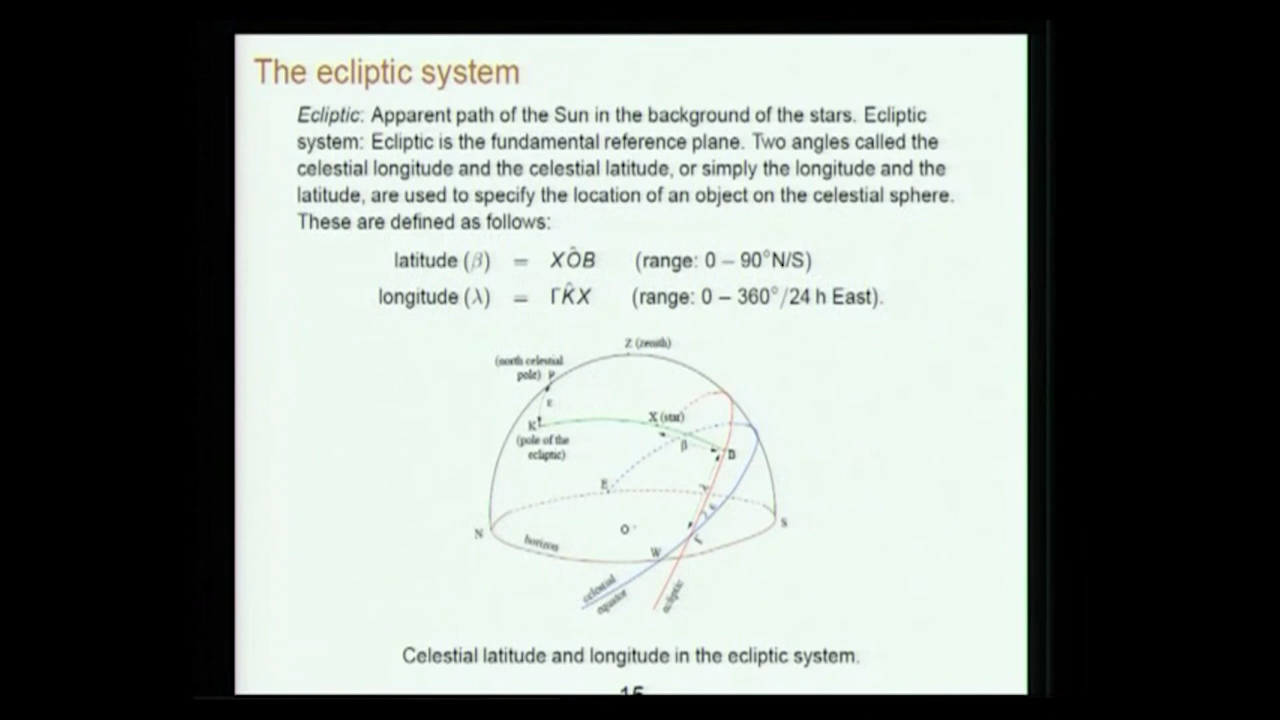 The ecliptic system
Ecliptic: Apparent path of the Sun in the background of the stars. Ecliptic
system: Ecliptic is the fundamental reference plane. Two angles called the
celestial longitude and the celestial latitude, or simply the longitude and the
latitude, are used to specify the location of an object on the celestial sphere.
These are defined as follows:
latitude (β) = XÔB (range: 0 – 90°N/S)
longitude (λ) = ΓK̂X (range: 0 – 360°/24 h East).
Z (zenith)
(north celestial
pole) P
ε
K
(pole of the
ecliptic)
X (star)
β
B
E
λ
ε
Γ
N
O
S
horizon
W
celestial
equator
ecliptic
Celestial latitude and longitude in the ecliptic system.
15